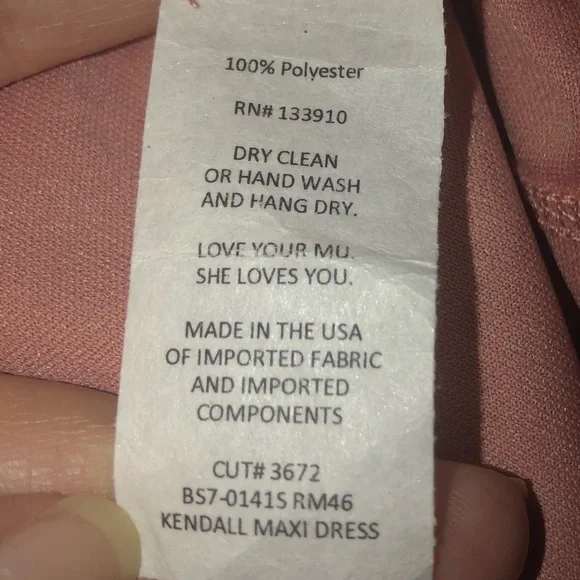 100% Polyester
RN# 133910
DRY CLEAN
OR HAND WASH
AND HANG DRY.
LOVE YOUR MU.
SHE LOVES YOU.
MADE IN THE USA
OF IMPORTED FABRIC
AND IMPORTED
COMPONENTS
CUT# 3672
BS7-0141S RM46
KENDALL MAXI DRESS